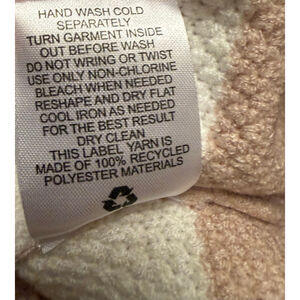 HAND WASH COLD
SEPARATELY
TURN GARMENT INSIDE
OUT BEFORE WASH
DO NOT WRING OR TWIST
USE ONLY NON-CHLORINE
BLEACH WHEN NEEDED
RESHAPE AND DRY FLAT
COOL IRON AS NEEDED
FOR THE BEST RESULT
DRY CLEAN
THIS LABEL YARN IS
MADE OF 100% RECYCLED
POLYESTER MATERIALS